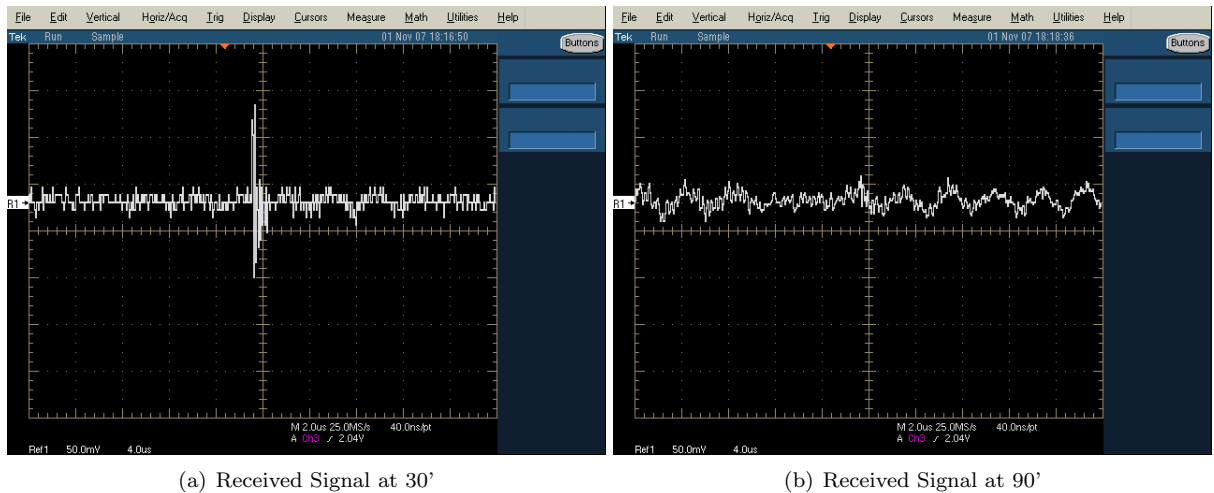 File Edit Vertical Horiz/Acq Trig Display Cursors Measure Math Utilities Help
Tek Run Sample 01 Nov 07 18:16:50 Buttons
R1
M 2.0us 25.0MS/s 40.0ns/pt
A Ch3 / 2.04V
Ref1 50.0mV 4.0us
(a) Received Signal at 30'
File Edit Vertical Horiz/Acq Trig Display Cursors Measure Math Utilities Help
Tek Run Sample 01 Nov 07 18:18:36 Buttons
R1
M 2.0us 25.0MS/s 40.0ns/pt
A Ch3 / 2.04V
Ref1 50.0mV 4.0us
(b) Received Signal at 90'